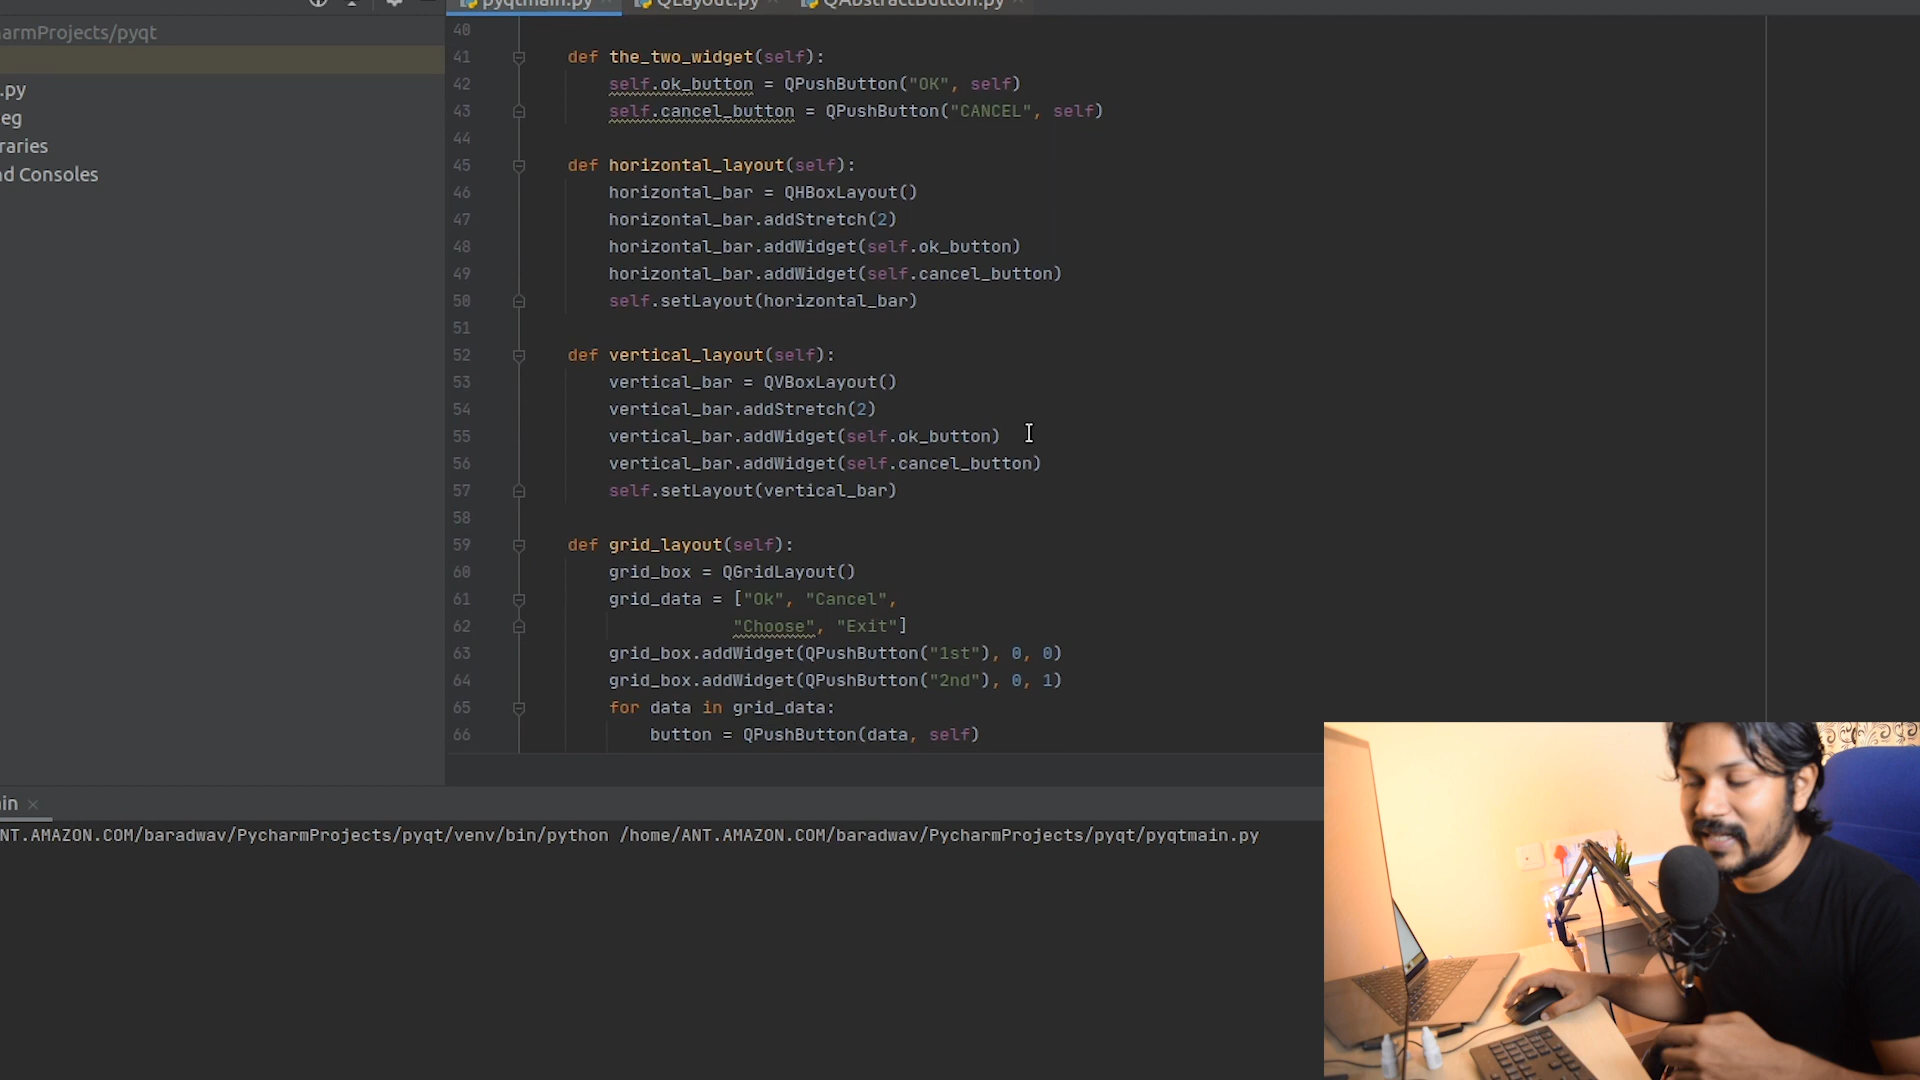 pyqtmain.py
QLayout.py
QAbstractButton.py
armProjects/pyqt
.py
eg
raries
nd Consoles
40
41 def the_two_widget(self):
42 self.ok_button = QPushButton("OK", self)
43 self.cancel_button = QPushButton("CANCEL", self)
44
45 def horizontal_layout(self):
46 horizontal_bar = QHBoxLayout()
47 horizontal_bar.addStretch(2)
48 horizontal_bar.addWidget(self.ok_button)
49 horizontal_bar.addWidget(self.cancel_button)
50 self.setLayout(horizontal_bar)
51
52 def vertical_layout(self):
53 vertical_bar = QVBoxLayout()
54 vertical_bar.addStretch(2)
55 vertical_bar.addWidget(self.ok_button)
56 vertical_bar.addWidget(self.cancel_button)
57 self.setLayout(vertical_bar)
58
59 def grid_layout(self):
60 grid_box = QGridLayout()
61 grid_data = ["Ok", "Cancel",
62 "Choose", "Exit"]
63 grid_box.addWidget(QPushButton("1st"), 0, 0)
64 grid_box.addWidget(QPushButton("2nd"), 0, 1)
65 for data in grid_data:
66 button = QPushButton(data, self)
in
NT.AMAZON.COM/baradwav/PycharmProjects/pyqt/venv/bin/python /home/ANT.AMAZON.COM/baradwav/PycharmProjects/pyqt/pyqtmain.py